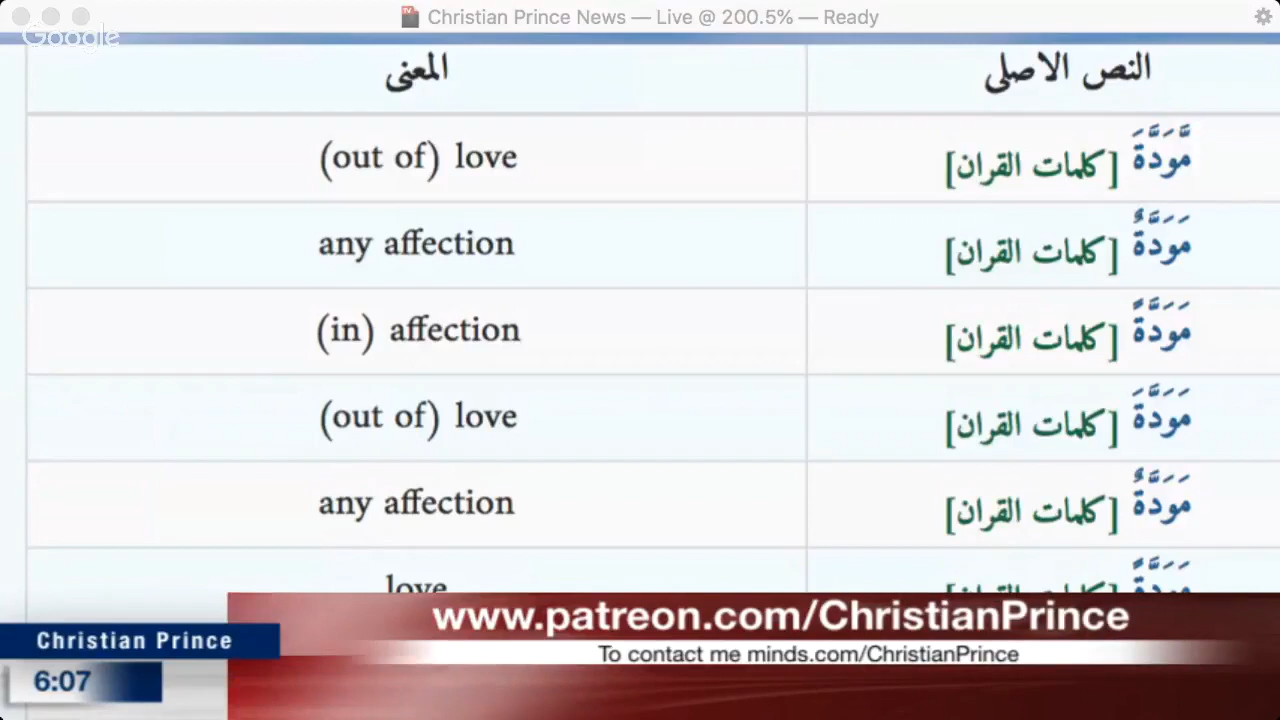 Christian Prince News — Live @ 200.5% — Ready
Google
النص الاصلى المعنى
مَّوَدَّةَ [كلمات القران] (out of) love
مَوَدَّةٌ [كلمات القران] any affection
مَوَدَّةً [كلمات القران] (in) affection
مَوَدَّةَ [كلمات القران] (out of) love
مَوَدَّةٌ [كلمات القران] any affection
مَوَدَّةً [كلمات القران] love
www.patreon.com/ChristianPrince
Christian Prince
To contact me minds.com/ChristianPrince
6:07